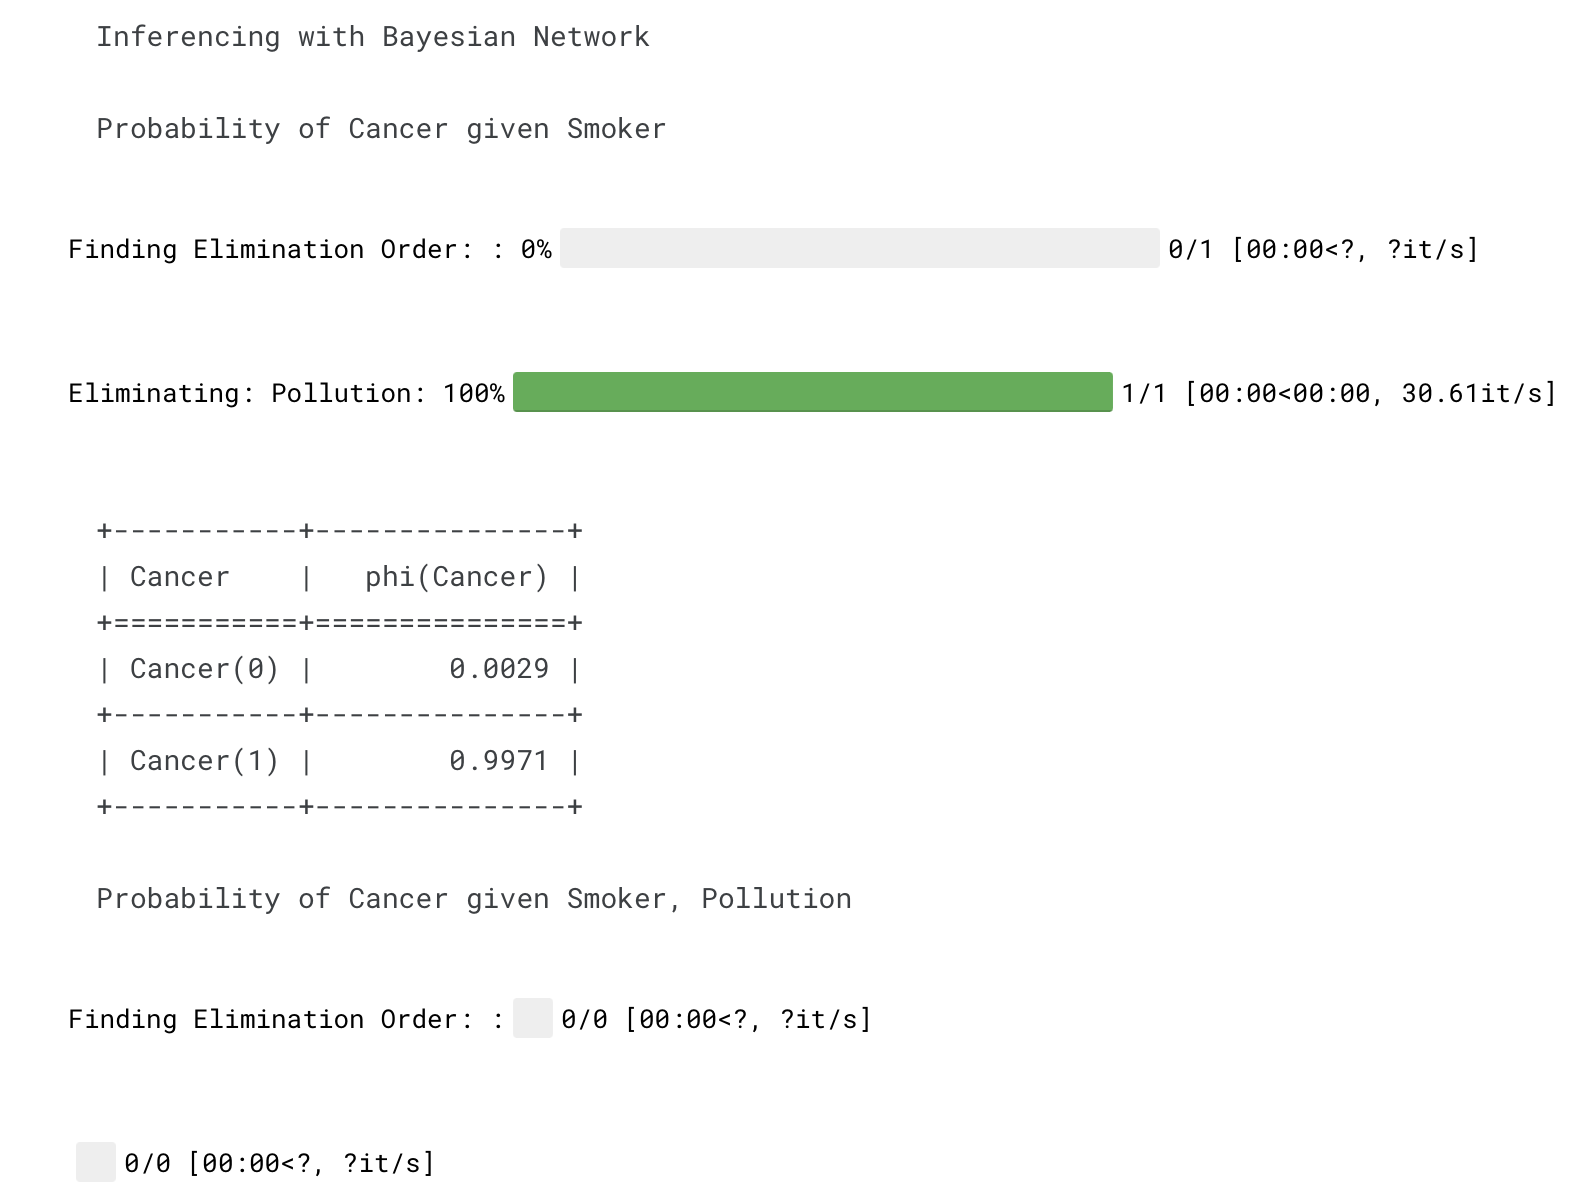 Inferencing with Bayesian Network
Probability of Cancer given Smoker
Finding Elimination Order: : 0% 0/1 [00:00<?, ?it/s]
Eliminating: Pollution: 100% 1/1 [00:00<00:00, 30.61it/s]
+-----------+---------------+
| Cancer    |   phi(Cancer) |
+===========+===============+
| Cancer(0) |        0.0029 |
+-----------+---------------+
| Cancer(1) |        0.9971 |
+-----------+---------------+
Probability of Cancer given Smoker, Pollution
Finding Elimination Order: : 0/0 [00:00<?, ?it/s]
0/0 [00:00<?, ?it/s]